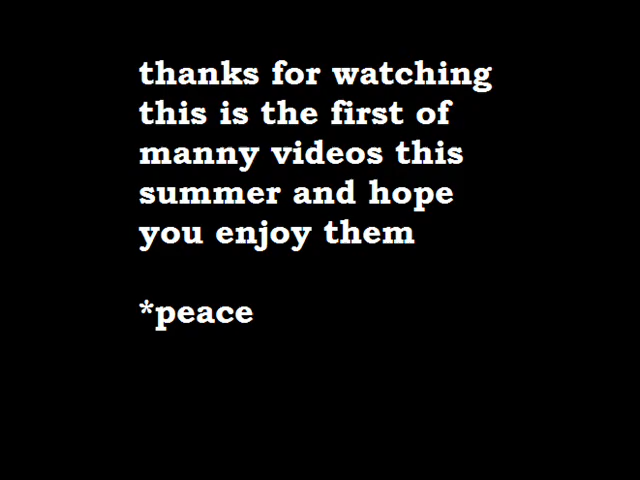 thanks for watching
this is the first of
manny videos this
summer and hope
you enjoy them
*peace